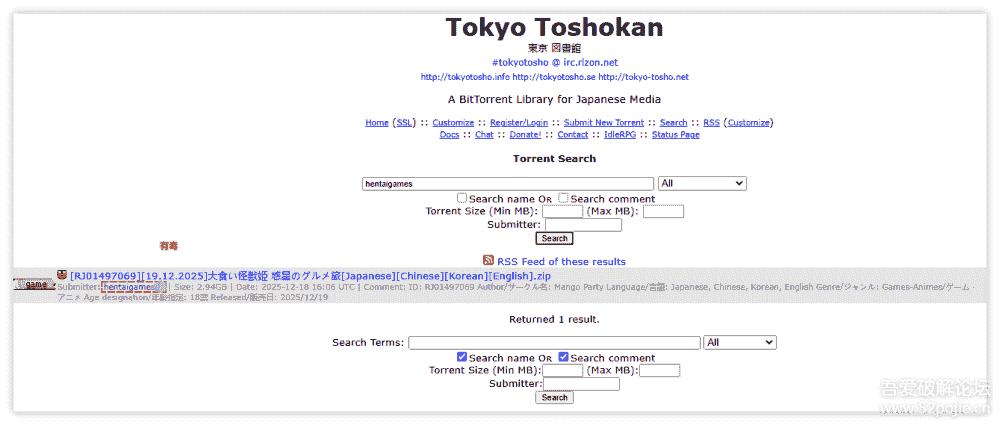 Tokyo Toshokan
東京 図書館
#tokyotosho @ irc.rizon.net
http://tokyotosho.info http://tokyotosho.se http://tokyo-tosho.net
A BitTorrent Library for Japanese Media
Home (SSL) :: Customize :: Register/Login :: Submit New Torrent :: Search :: RSS (Customize)
Docs :: Chat :: Donate! :: Contact :: IdleRPG :: Status Page
Torrent Search
hentaigames All
Search name OR Search comment
Torrent Size (Min MB): (Max MB):
Submitter:
Search
有毒
RSS Feed of these results
game [RJ01497069][19.12.2025]大食い怪獣姫 惑星のグルメ旅[Japanese][Chinese][Korean][English].zip
Submitter: hentaigames | Size: 2.94GB | Date: 2025-12-18 16:06 UTC | Comment: ID: RJ01497069 Author/サークル名: Mango Party Language/言語: Japanese, Chinese, Korean, English Genre/ジャンル: Games-Animes/ゲーム・
アニメ Age designation/年齢指定: 18禁 Released/販売日: 2025/12/19
Returned 1 result.
Search Terms: All
Search name OR Search comment
Torrent Size (Min MB): (Max MB):
Submitter:
Search
吾爱破解论坛
www.52pojie.cn